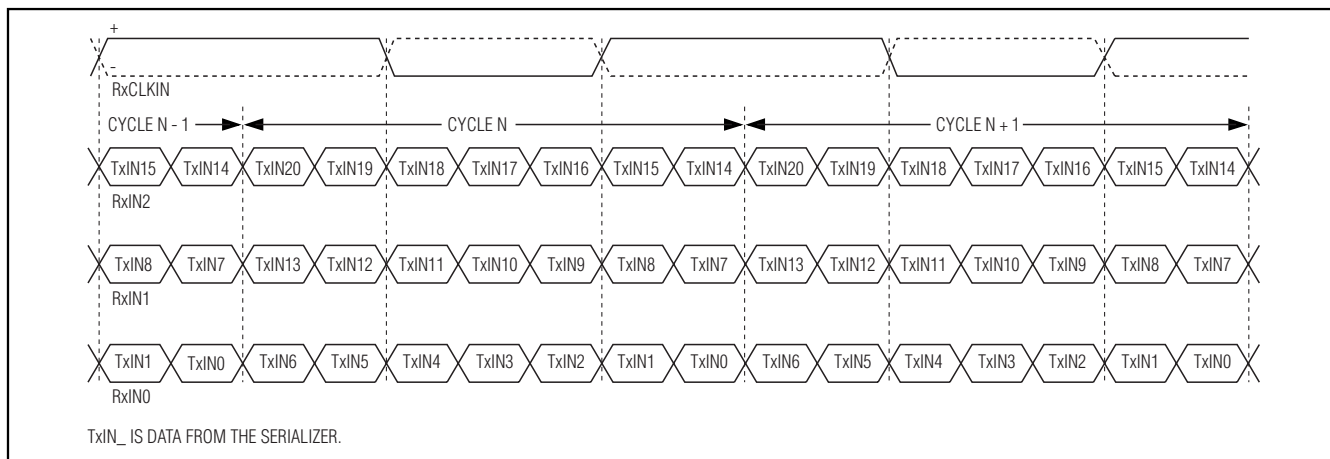 +
-
RxCLKIN
CYCLE N - 1 CYCLE N CYCLE N + 1
TxIN15 TxIN14 TxIN20 TxIN19 TxIN18 TxIN17 TxIN16 TxIN15 TxIN14 TxIN20 TxIN19 TxIN18 TxIN17 TxIN16 TxIN15 TxIN14
RxIN2
TxIN8 TxIN7 TxIN13 TxIN12 TxIN11 TxIN10 TxIN9 TxIN8 TxIN7 TxIN13 TxIN12 TxIN11 TxIN10 TxIN9 TxIN8 TxIN7
RxIN1
TxIN1 TxIN0 TxIN6 TxIN5 TxIN4 TxIN3 TxIN2 TxIN1 TxIN0 TxIN6 TxIN5 TxIN4 TxIN3 TxIN2 TxIN1 TxIN0
RxIN0
TxIN_ IS DATA FROM THE SERIALIZER.